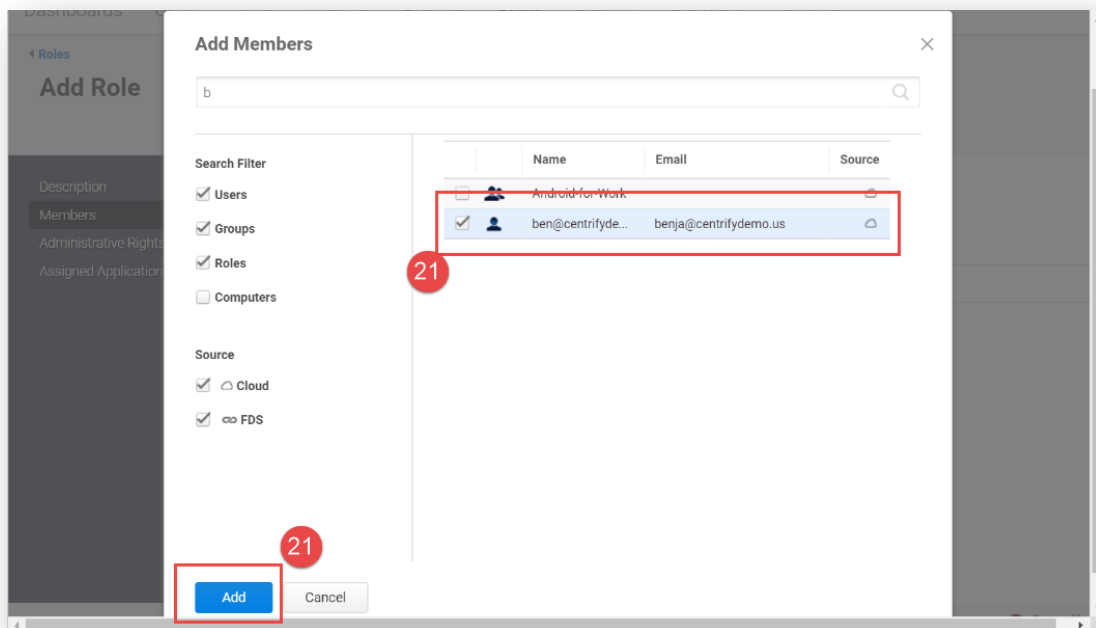 Dashboards
Add Members
Roles
Add Role
b
Search Filter
Name Email Source
Users
Android-for-Work
Description
Members
Groups
ben@centrifyde... benja@centrifydemo.us
Administrative Rights
Roles
21
Assigned Application
Computers
Source
Cloud
FDS
21
Add Cancel